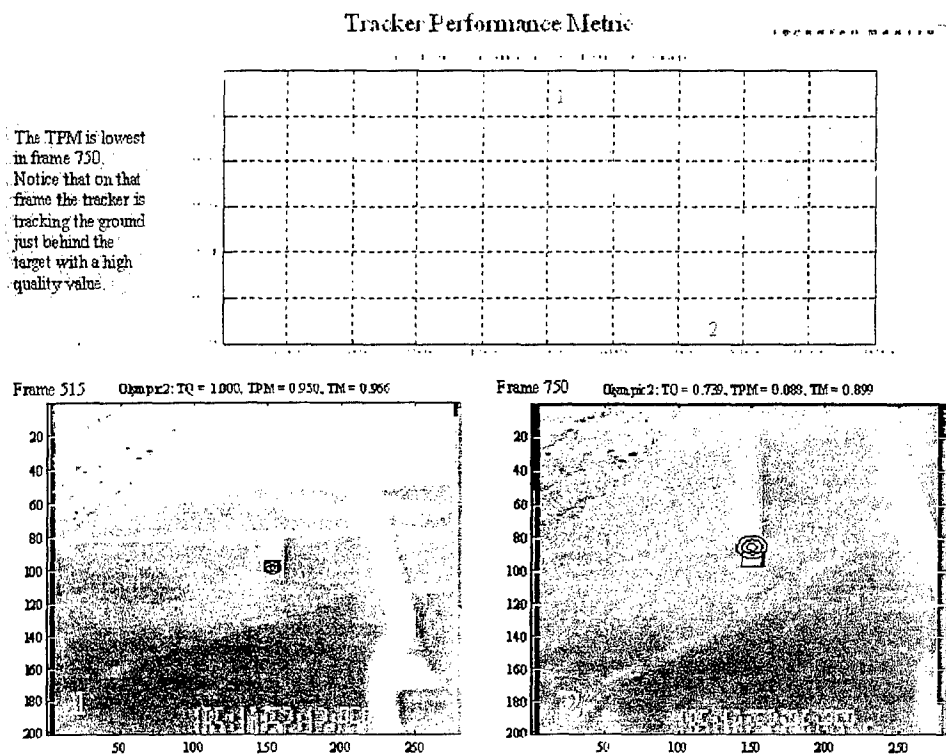 Tracker Performance Metric
The TPM is lowest
in frame 750.
Notice that on that
frame the tracker is
tracking the ground
just behind the
target with a high
quality value.
1
2
Frame 515
Olympic2: TQ = 1.000, TPM = 0.950, TM = 0.966
20
40
60
80
100
120
140
160
180
200
50
100
150
200
250
1
Frame 750
Olympic2: TQ = 0.739, TPM = 0.088, TM = 0.899
20
40
60
80
100
120
140
160
180
200
50
100
150
200
250
2